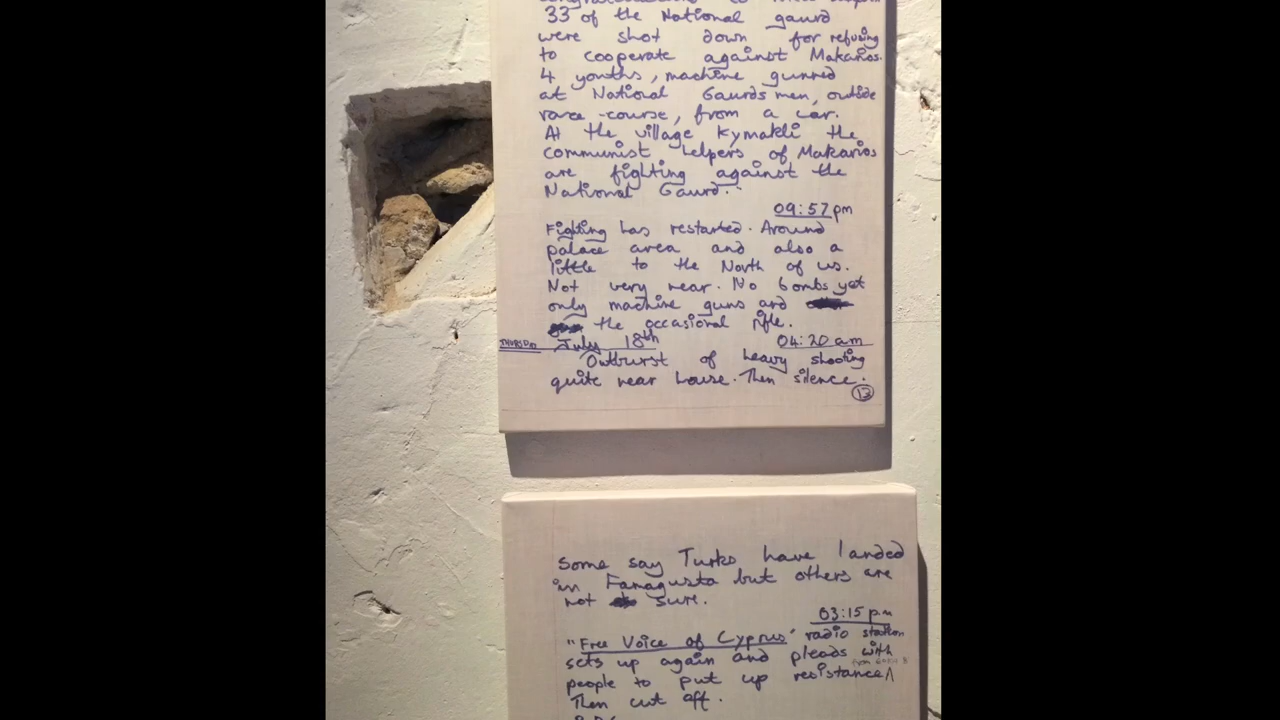 33 of the National gaurd
were shot down for refusing
to cooperate against Makarios.
4 youths, machine gunned
at National Gaurdsmen, outside
race-course, from a car.
At the village Kymakli the
communist helpers of Makarios
are fighting against the
National Gaurd.
09:57pm
Fighting has restarted. Around
palace area and also a
little to the North of us.
Not very near. No bombs yet
only machine guns and
the occasional rifle.
THURSDAY July 18th 04:20am
Outburst of heavy shooting
quite near house. Then silence.
13
some say Turks have landed
in Famagusta but others are
not sure.
03:15pm
"Free Voice of Cyprus" radio station
sets up again and pleads with
people to put up resistance
Then cut off.